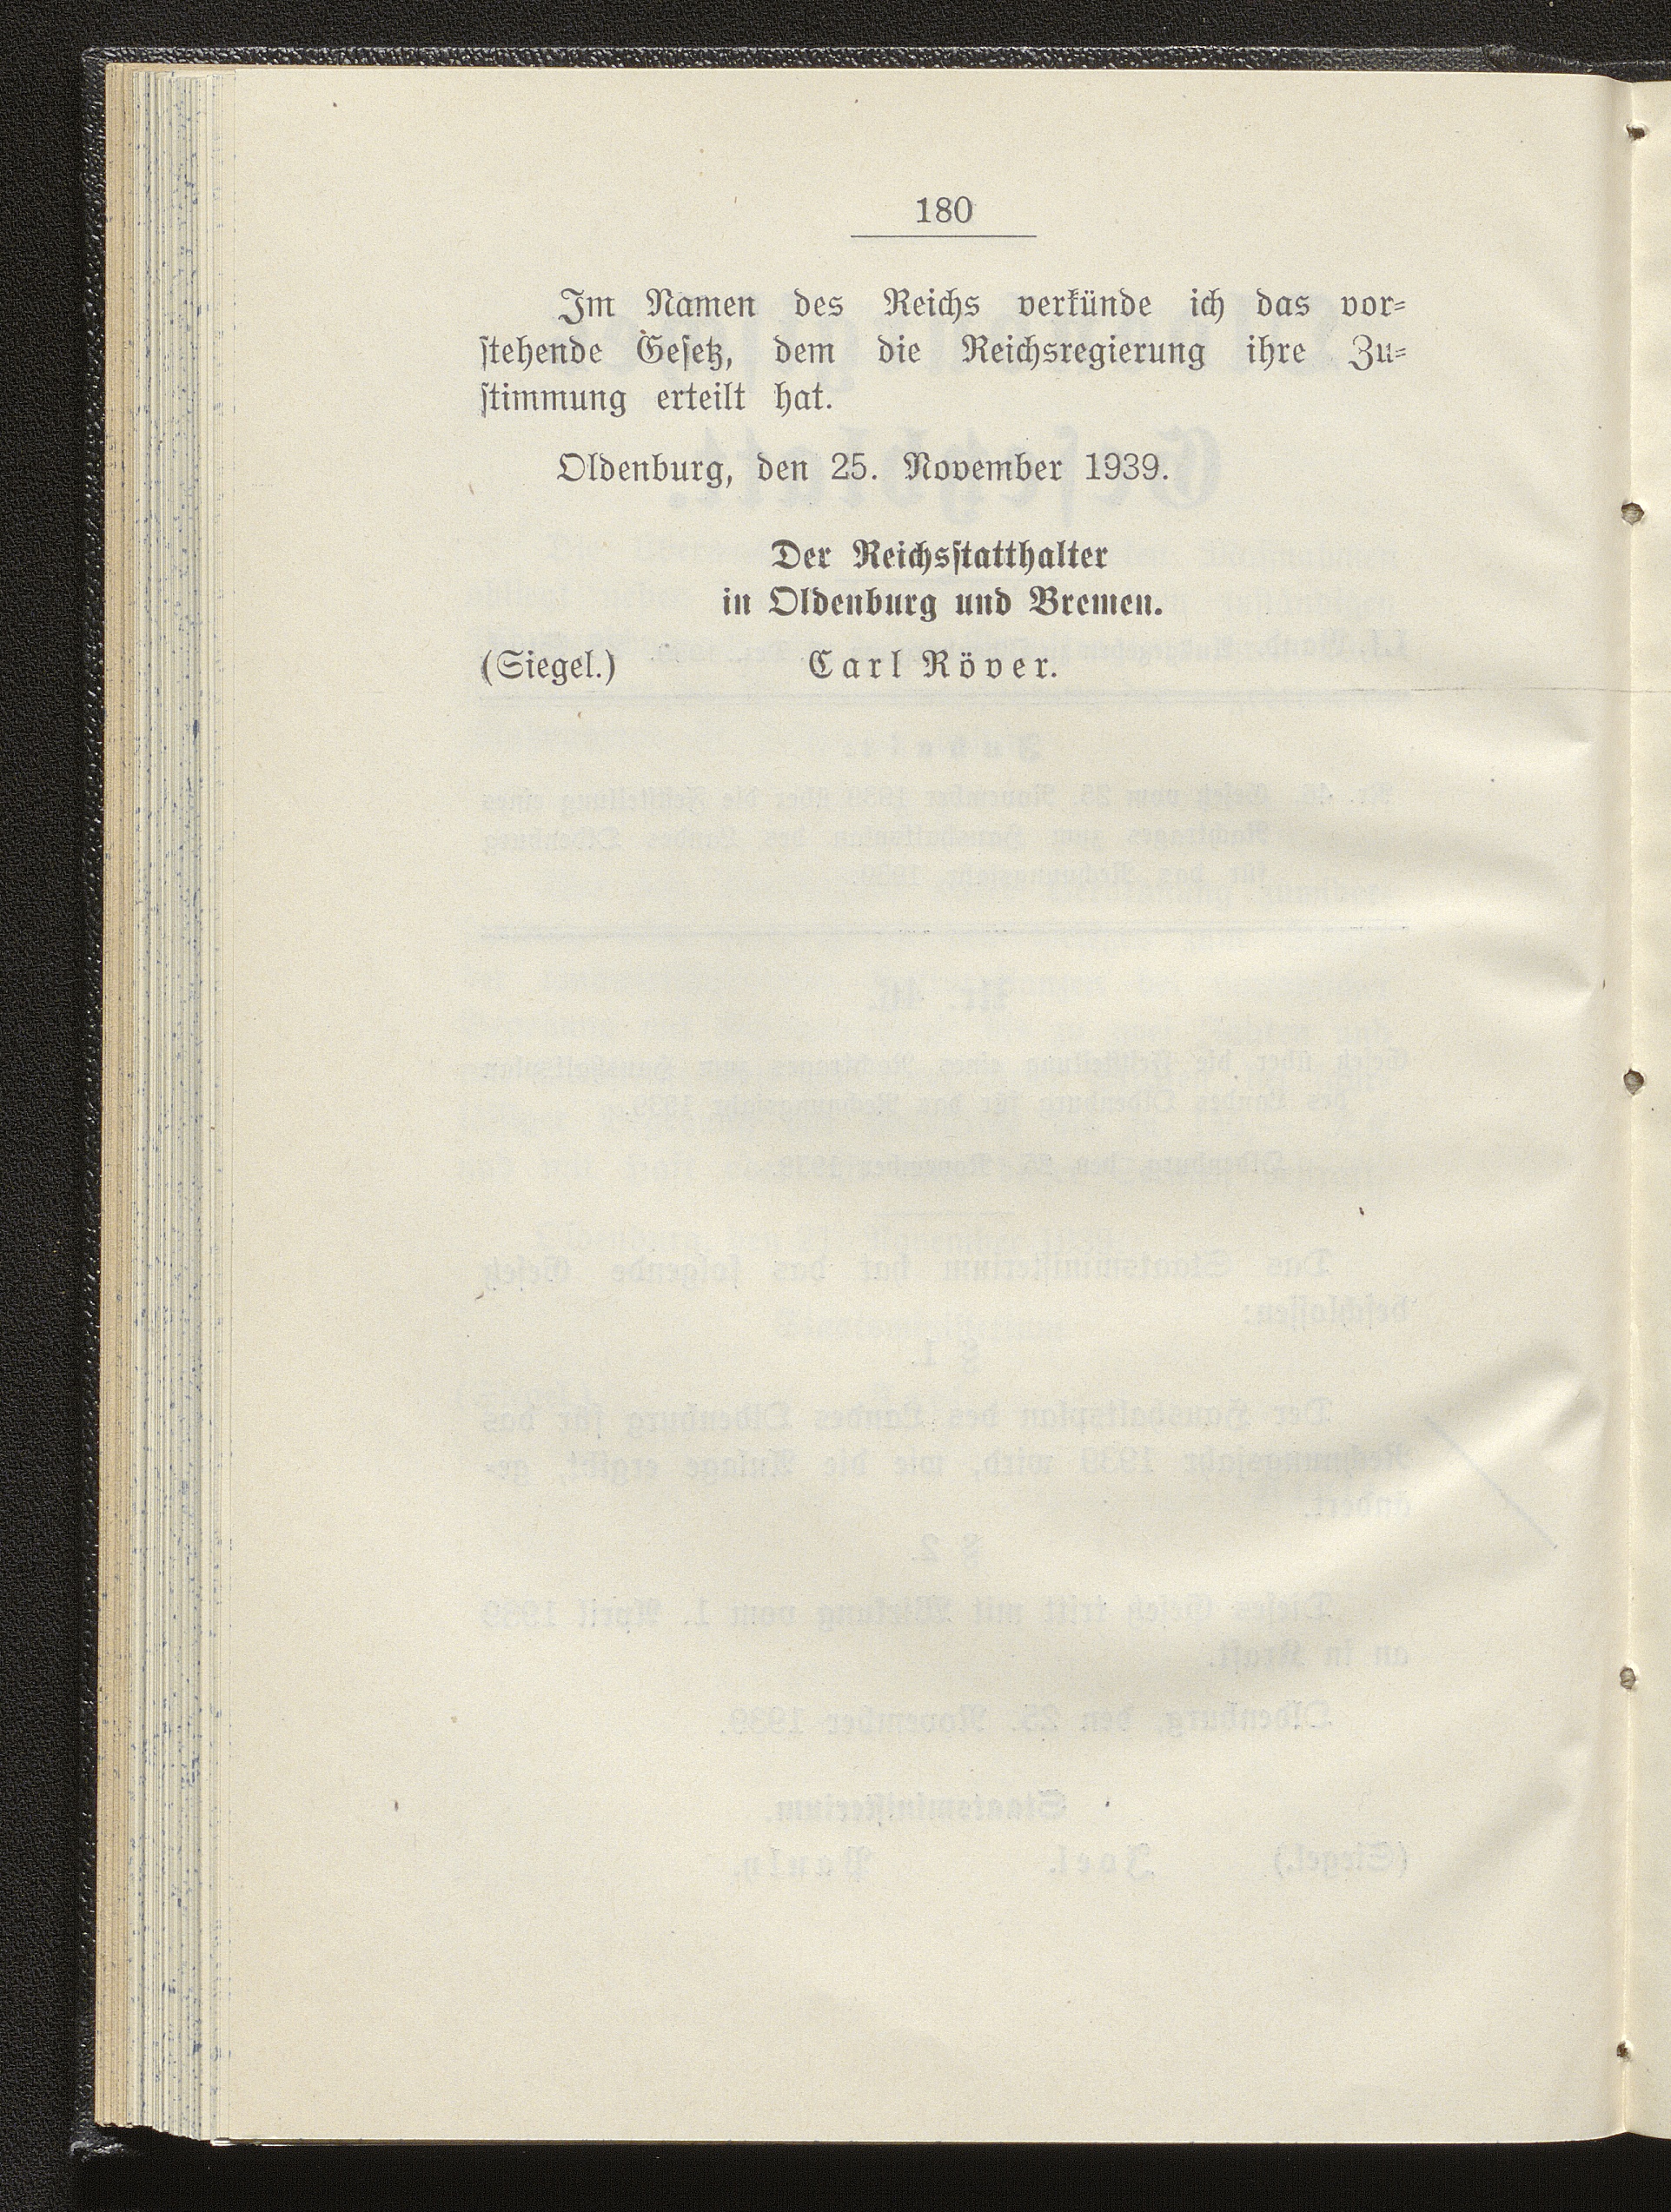 180
Im Namen des Reichs verkünde ich das vor-
stehende Gesetz, dem die Reichsregierung ihre Zu-
stimmung erteilt hat.
Oldenburg, den 25. November 1939.
Der Reichsstatthalter
in Oldenburg und Bremen.
(Siegel.) Carl Röver.